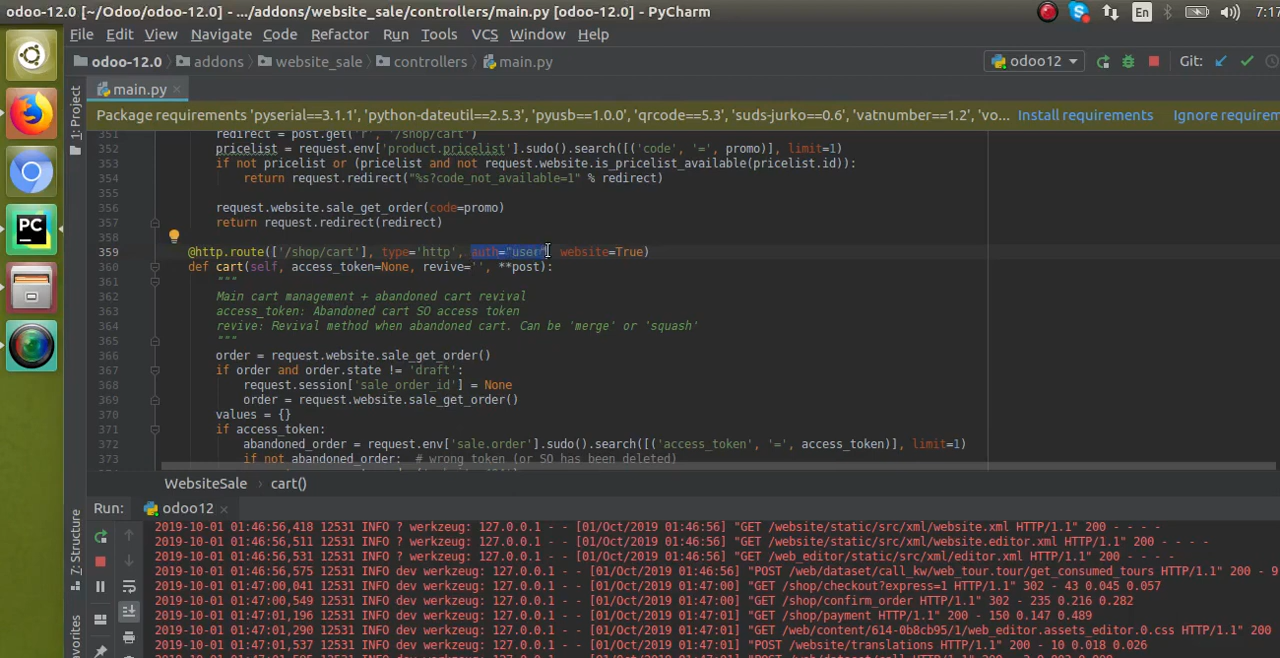 odoo-12.0 [~/Odoo/odoo-12.0] - .../addons/website_sale/controllers/main.py [odoo-12.0] - PyCharm
En
7:17
File Edit View Navigate Code Refactor Run Tools VCS Window Help
odoo-12.0 addons website_sale controllers main.py odoo12 Git:
main.py
1: Project
Package requirements 'pyserial==3.1.1', 'python-dateutil==2.5.3', 'pyusb==1.0.0', 'qrcode==5.3', 'suds-jurko==0.6', 'vatnumber==1.2', 'vo... Install requirements Ignore requirem
351 redirect = post.get('r', '/shop/cart')
352 pricelist = request.env['product.pricelist'].sudo().search([('code', '=', promo)], limit=1)
353 if not pricelist or (pricelist and not request.website.is_pricelist_available(pricelist.id)):
354 return request.redirect("%s?code_not_available=1" % redirect)
355
356 request.website.sale_get_order(code=promo)
357 return request.redirect(redirect)
358
359 @http.route(['/shop/cart'], type='http', auth="user", website=True)
360 def cart(self, access_token=None, revive='', **post):
361 """
362 Main cart management + abandoned cart revival
363 access_token: Abandoned cart SO access token
364 revive: Revival method when abandoned cart. Can be 'merge' or 'squash'
365 """
366 order = request.website.sale_get_order()
367 if order and order.state != 'draft':
368 request.session['sale_order_id'] = None
369 order = request.website.sale_get_order()
370 values = {}
371 if access_token:
372 abandoned_order = request.env['sale.order'].sudo().search([('access_token', '=', access_token)], limit=1)
373 if not abandoned_order: # wrong token (or SO has been deleted)
WebsiteSale cart()
Run: odoo12
2019-10-01 01:46:56,418 12531 INFO ? werkzeug: 127.0.0.1 - - [01/Oct/2019 01:46:56] "GET /website/static/src/xml/website.xml HTTP/1.1" 200 - - - -
2019-10-01 01:46:56,511 12531 INFO ? werkzeug: 127.0.0.1 - - [01/Oct/2019 01:46:56] "GET /website/static/src/xml/website.editor.xml HTTP/1.1" 200 - - - -
2019-10-01 01:46:56,531 12531 INFO ? werkzeug: 127.0.0.1 - - [01/Oct/2019 01:46:56] "GET /web_editor/static/src/xml/editor.xml HTTP/1.1" 200 - - - -
2019-10-01 01:46:56,575 12531 INFO dev werkzeug: 127.0.0.1 - - [01/Oct/2019 01:46:56] "POST /web/dataset/call_kw/web_tour.tour/get_consumed_tours HTTP/1.1" 200 - 9
2019-10-01 01:47:00,041 12531 INFO dev werkzeug: 127.0.0.1 - - [01/Oct/2019 01:47:00] "GET /shop/checkout?express=1 HTTP/1.1" 302 - 43 0.045 0.057
2019-10-01 01:47:00,549 12531 INFO dev werkzeug: 127.0.0.1 - - [01/Oct/2019 01:47:00] "GET /shop/confirm_order HTTP/1.1" 302 - 235 0.216 0.282
2019-10-01 01:47:01,196 12531 INFO dev werkzeug: 127.0.0.1 - - [01/Oct/2019 01:47:01] "GET /shop/payment HTTP/1.1" 200 - 150 0.147 0.489
2019-10-01 01:47:01,290 12531 INFO dev werkzeug: 127.0.0.1 - - [01/Oct/2019 01:47:01] "GET /web/content/614-0b8cb95/1/web_editor.assets_editor.0.css HTTP/1.1" 200
2019-10-01 01:47:01,537 12531 INFO dev werkzeug: 127.0.0.1 - - [01/Oct/2019 01:47:01] "POST /website/translations HTTP/1.1" 200 - 10 0.018 0.026
7: Structure
Favorites